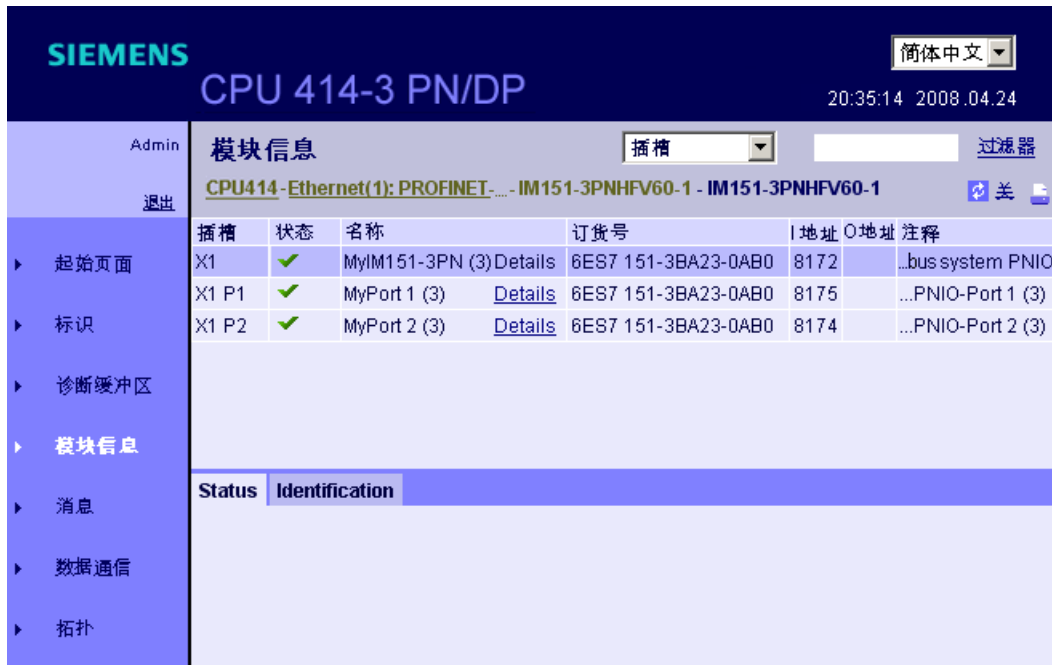 SIEMENS
简体中文
CPU 414-3 PN/DP
20:35:14 2008.04.24
Admin
退出
模块信息
插槽
过滤器
CPU414-Ethernet(1): PROFINET-...-IM151-3PNHFV60-1 - IM151-3PNHFV60-1
关
起始页面
标识
诊断缓冲区
模块信息
消息
数据通信
拓扑
插槽 状态 名称 订货号 I地址 O地址 注释
X1 MyIM151-3PN (3) Details 6ES7 151-3BA23-0AB0 8172 ...bus system PNIO
X1 P1 MyPort 1 (3) Details 6ES7 151-3BA23-0AB0 8175 ...PNIO-Port 1 (3)
X1 P2 MyPort 2 (3) Details 6ES7 151-3BA23-0AB0 8174 ...PNIO-Port 2 (3)
Status Identification